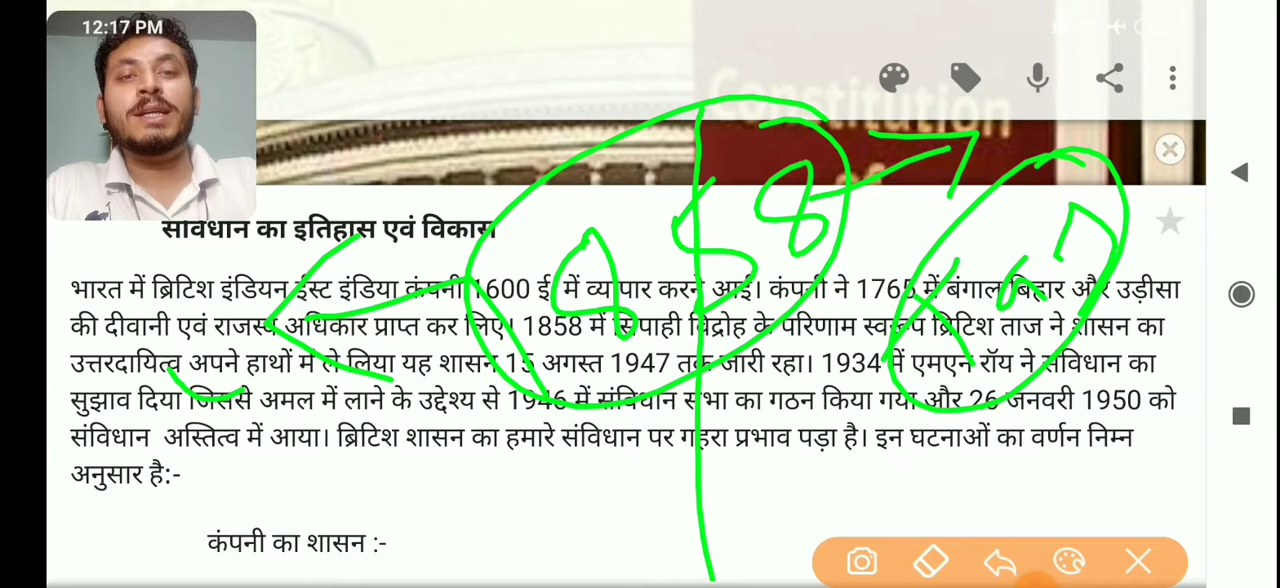 12:17 PM
Constitution
of
संविधान का इतिहास एवं विकास
भारत में ब्रिटिश इंडियन ईस्ट इंडिया कंपनी 1600 ई. में व्यापार करने आई। कंपनी ने 1765 में बंगाल बिहार और उड़ीसा
की दीवानी एवं राजस्व अधिकार प्राप्त कर लिए। 1858 में सिपाही विद्रोह के परिणाम स्वरूप ब्रिटिश ताज ने शासन का
उत्तरदायित्व अपने हाथों में ले लिया यह शासन 15 अगस्त 1947 तक जारी रहा। 1934 में एमएन रॉय ने संविधान का
सुझाव दिया जिससे अमल में लाने के उद्देश्य से 1946 में संविधान सभा का गठन किया गया और 26 जनवरी 1950 को
संविधान अस्तित्व में आया। ब्रिटिश शासन का हमारे संविधान पर गहरा प्रभाव पड़ा है। इन घटनाओं का वर्णन निम्न
अनुसार है:-
कंपनी का शासन :-